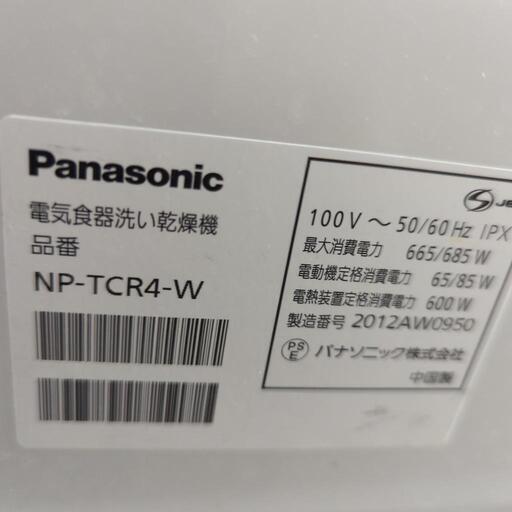 Panasonic
電気食器洗い乾燥機
品番
NP-TCR4-W
100V～50/60Hz IPX
最大消費電力 665/685W
電動機定格消費電力 65/85W
電熱装置定格消費電力 600W
製造番号 2012AW0950
PSE パナソニック株式会社
中国製